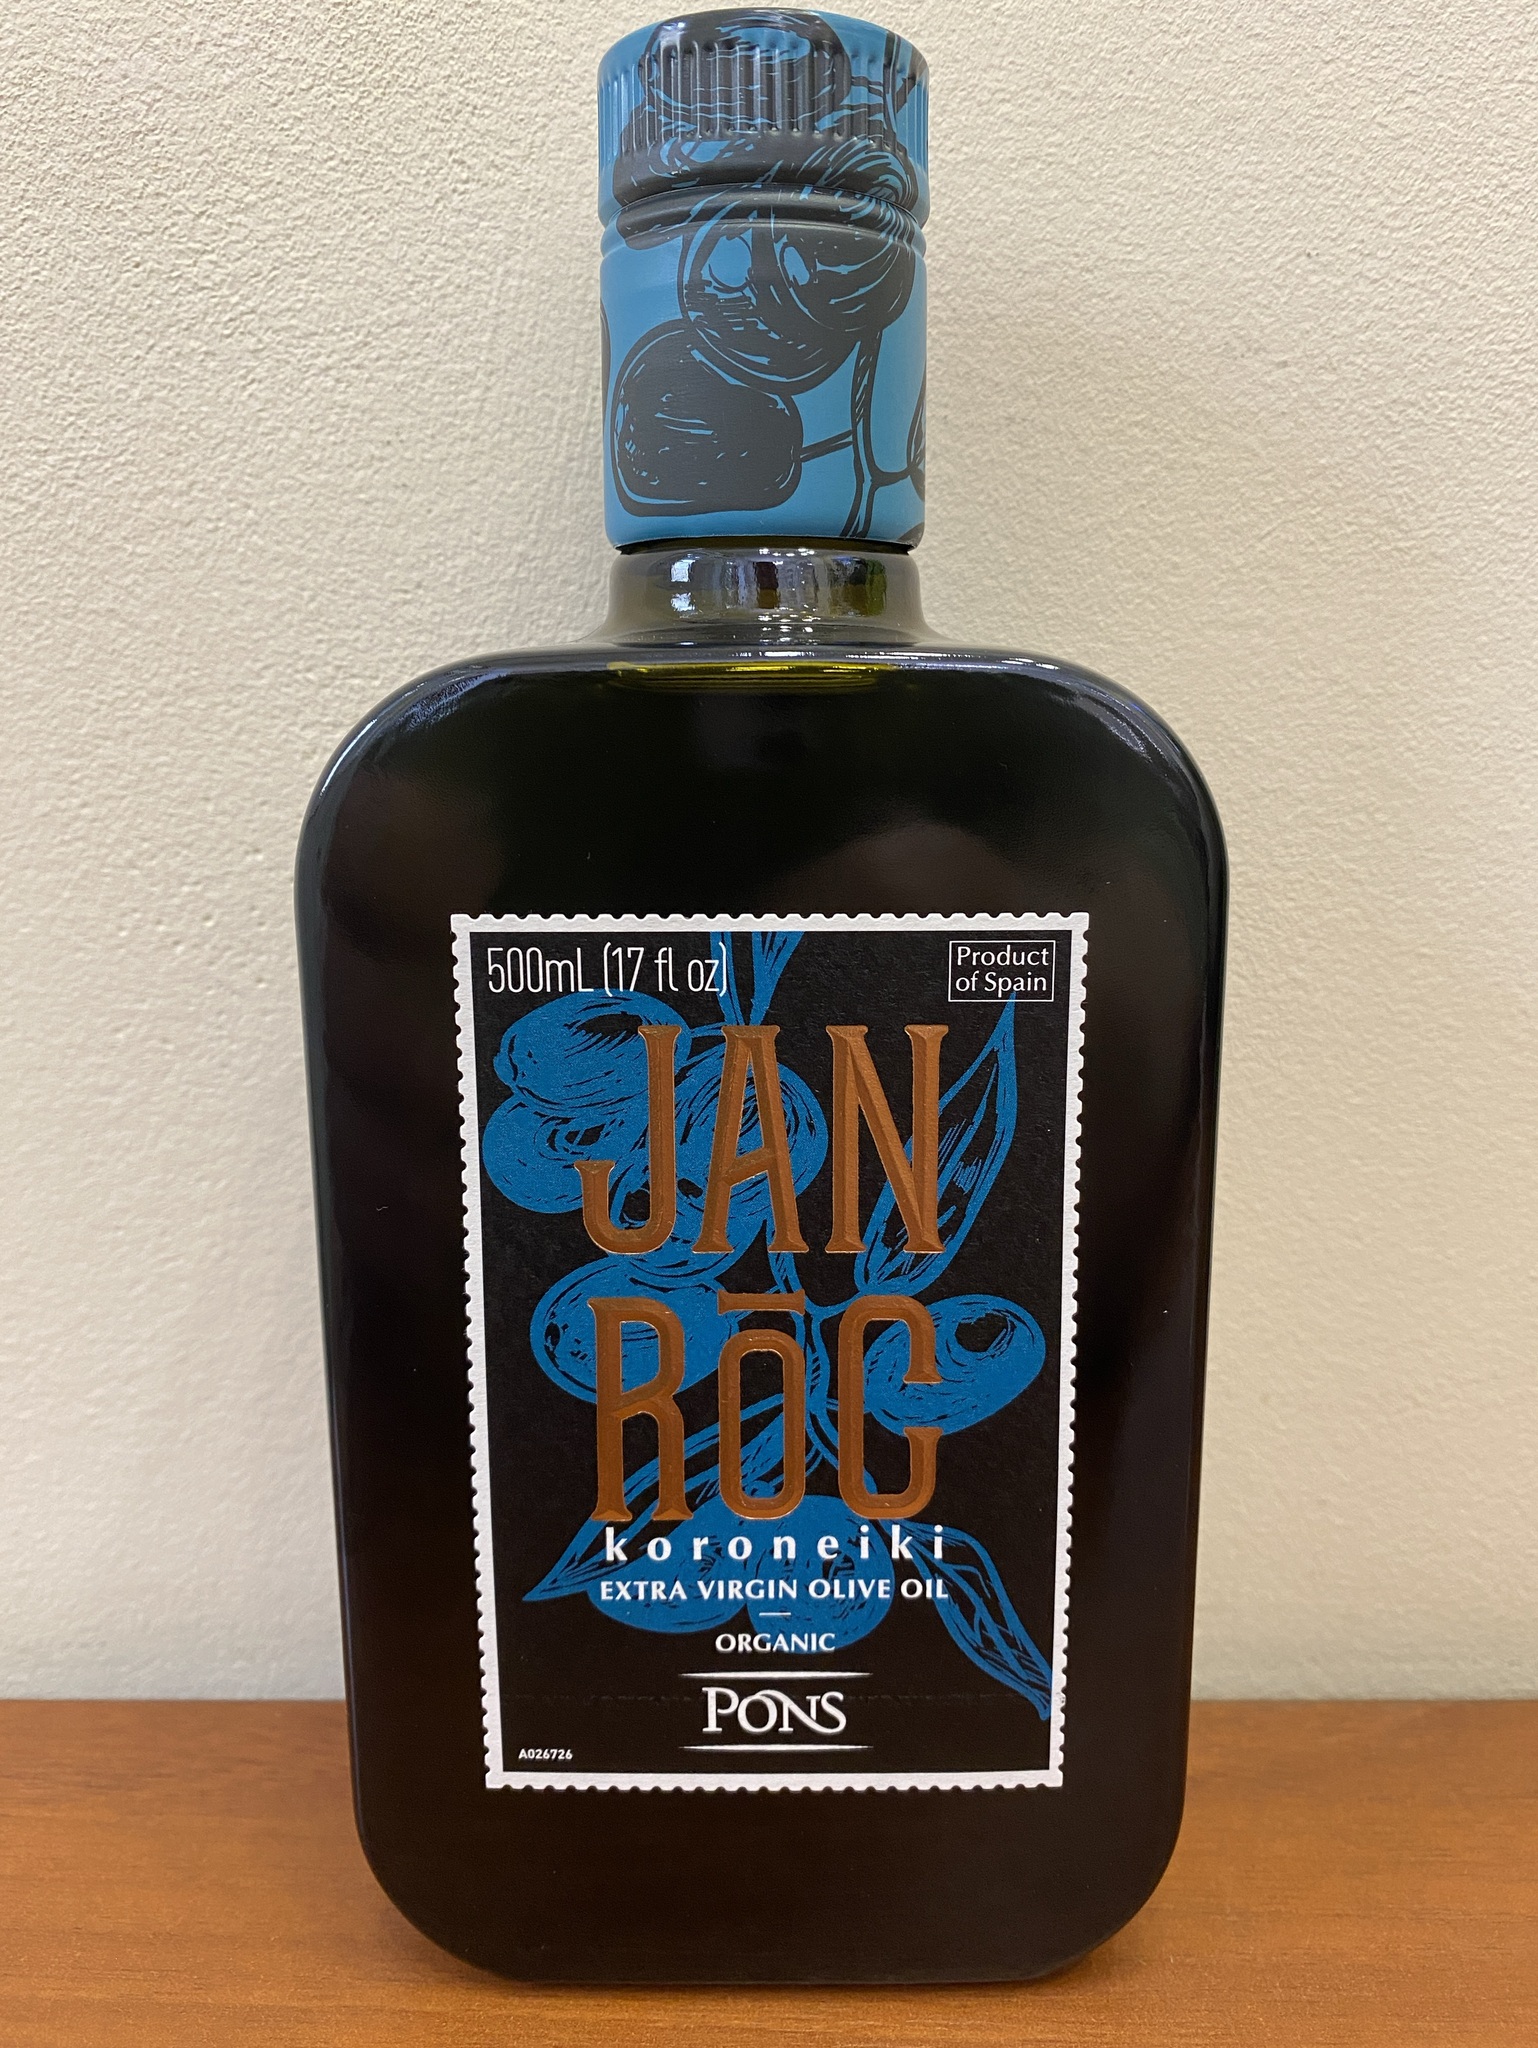 500mL (17 fl oz)
Product
of Spain
JAN
RōC
koroneiki
EXTRA VIRGIN OLIVE OIL
ORGANIC
PONS
A026726